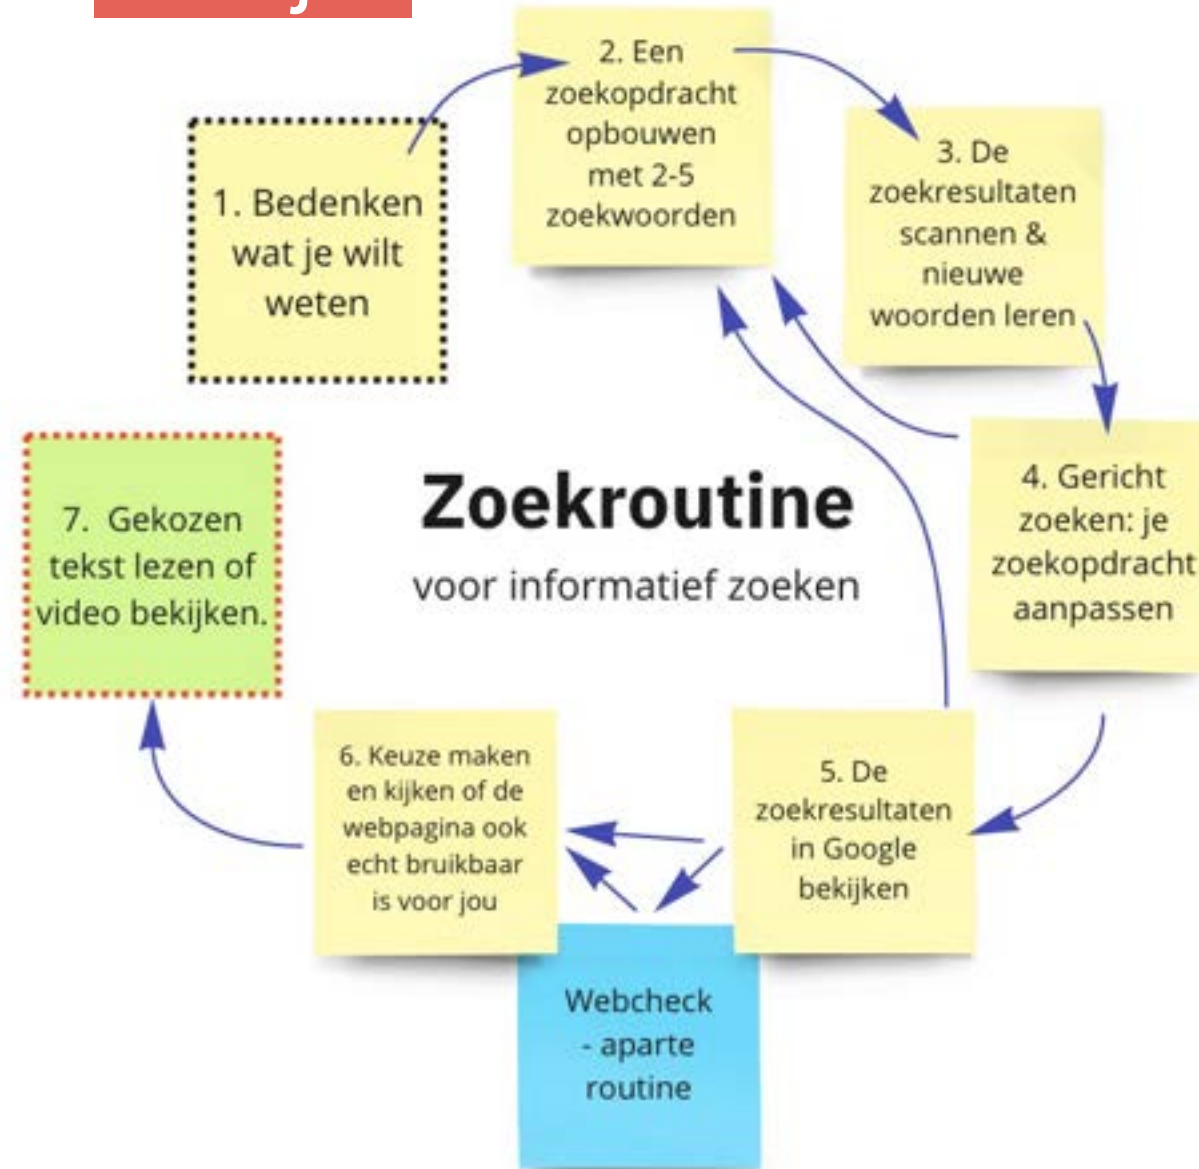 2. Een
zoekopdracht
opbouwen
met 2-5
zoekwoorden
3. De
zoekresultaten
scannen &
nieuwe
woorden leren
1. Bedenken
wat je wilt
weten
4. Gericht
zoeken: je
zoekopdracht
aanpassen
Zoekroutine
voor informatief zoeken
7. Gekozen
tekst lezen of
video bekijken.
6. Keuze maken
en kijken of de
webpagina ook
echt bruikbaar
is voor jou
5. De
zoekresultaten
in Google
bekijken
Webcheck
- aparte
routine